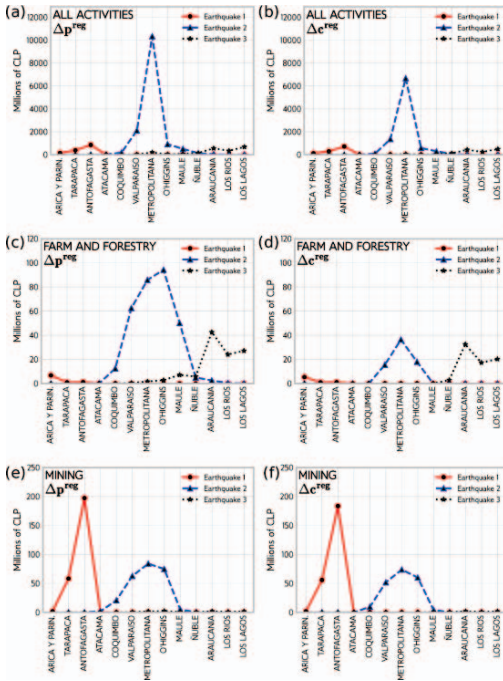 (a) ALL ACTIVITIES
Δp^reg
Earthquake 1
Earthquake 2
Earthquake 3
Millions of CLP
12000
10000
8000
6000
4000
2000
0
ARICA Y PARIN.
TARAPACA
ANTOFAGASTA
ATACAMA
COQUIMBO
VALPARAISO
METROPOLITANA
O'HIGGINS
MAULE
ÑUBLE
ARAUCANIA
LOS RIOS
LOS LAGOS
(b) ALL ACTIVITIES
Δc^reg
Earthquake 1
Earthquake 2
Earthquake 3
Millions of CLP
12000
10000
8000
6000
4000
2000
0
ARICA Y PARIN.
TARAPACA
ANTOFAGASTA
ATACAMA
COQUIMBO
VALPARAISO
METROPOLITANA
O'HIGGINS
MAULE
ÑUBLE
ARAUCANIA
LOS RIOS
LOS LAGOS
(c) FARM AND FORESTRY
Δp^reg
Earthquake 1
Earthquake 2
Earthquake 3
Millions of CLP
120
100
80
60
40
20
0
ARICA Y PARIN.
TARAPACA
ANTOFAGASTA
ATACAMA
COQUIMBO
VALPARAISO
METROPOLITANA
O'HIGGINS
MAULE
ÑUBLE
ARAUCANIA
LOS RIOS
LOS LAGOS
(d) FARM AND FORESTRY
Δc^reg
Earthquake 1
Earthquake 2
Earthquake 3
Millions of CLP
120
100
80
60
40
20
0
ARICA Y PARIN.
TARAPACA
ANTOFAGASTA
ATACAMA
COQUIMBO
VALPARAISO
METROPOLITANA
O'HIGGINS
MAULE
ÑUBLE
ARAUCANIA
LOS RIOS
LOS LAGOS
(e) MINING
Δp^reg
Earthquake 1
Earthquake 2
Earthquake 3
Millions of CLP
250
200
150
100
50
0
ARICA Y PARIN.
TARAPACA
ANTOFAGASTA
ATACAMA
COQUIMBO
VALPARAISO
METROPOLITANA
O'HIGGINS
MAULE
ÑUBLE
ARAUCANIA
LOS RIOS
LOS LAGOS
(f) MINING
Δc^reg
Earthquake 1
Earthquake 2
Earthquake 3
Millions of CLP
250
200
150
100
50
0
ARICA Y PARIN.
TARAPACA
ANTOFAGASTA
ATACAMA
COQUIMBO
VALPARAISO
METROPOLITANA
O'HIGGINS
MAULE
ÑUBLE
ARAUCANIA
LOS RIOS
LOS LAGOS